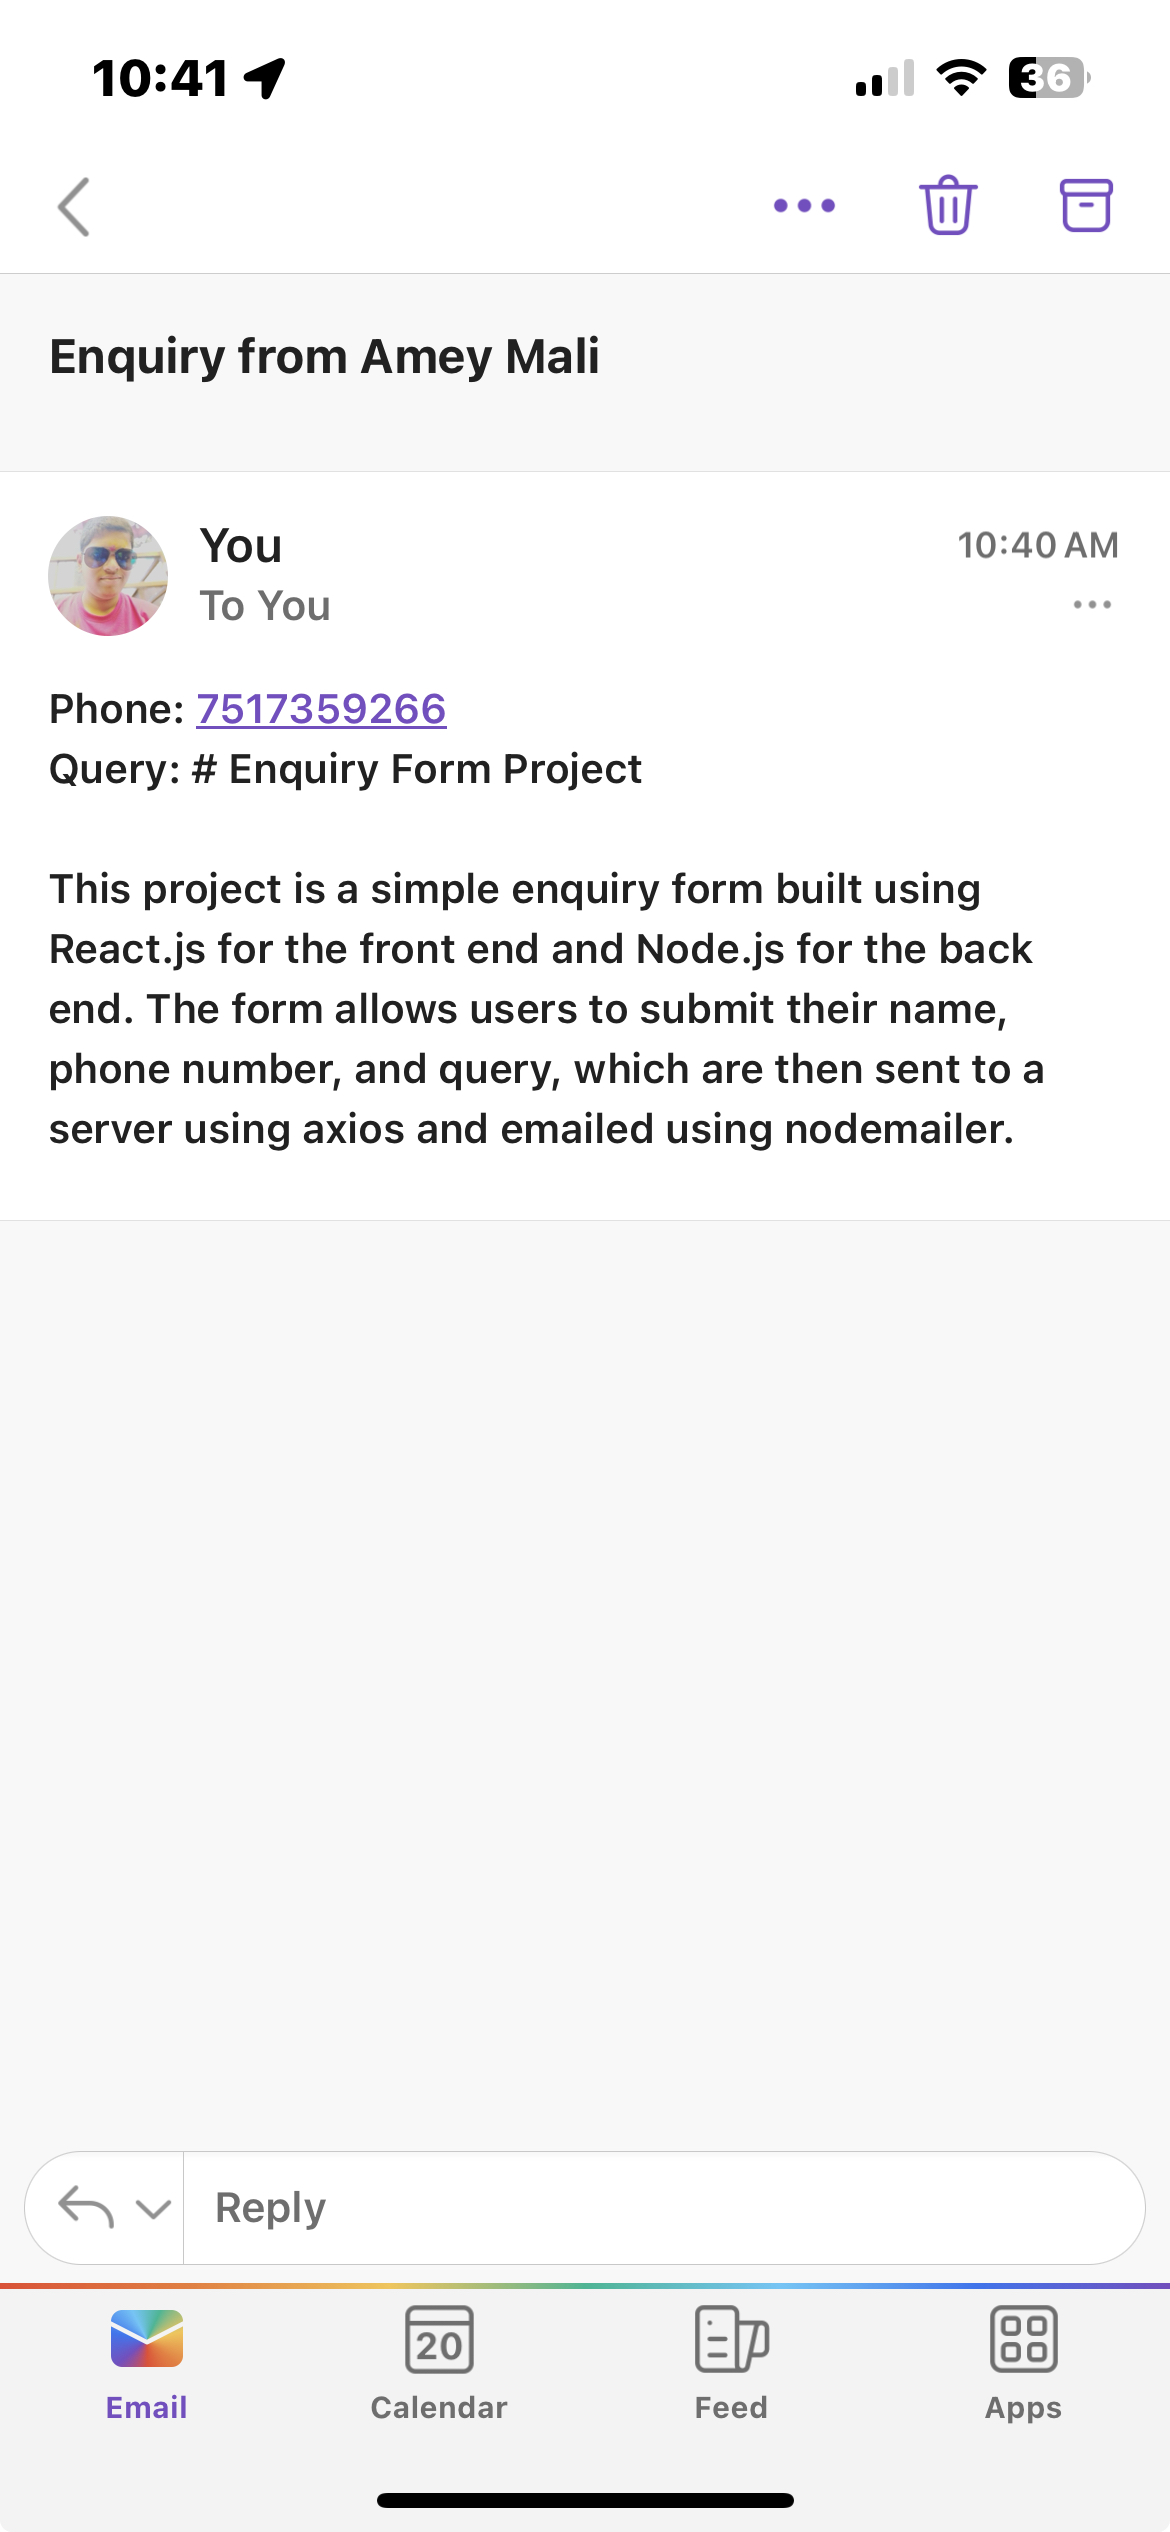 10:41
36
Enquiry from Amey Mali
You
10:40 AM
To You
Phone: 7517359266
Query: # Enquiry Form Project
This project is a simple enquiry form built using
React.js for the front end and Node.js for the back
end. The form allows users to submit their name,
phone number, and query, which are then sent to a
server using axios and emailed using nodemailer.
Reply
20
Email
Calendar
Feed
Apps